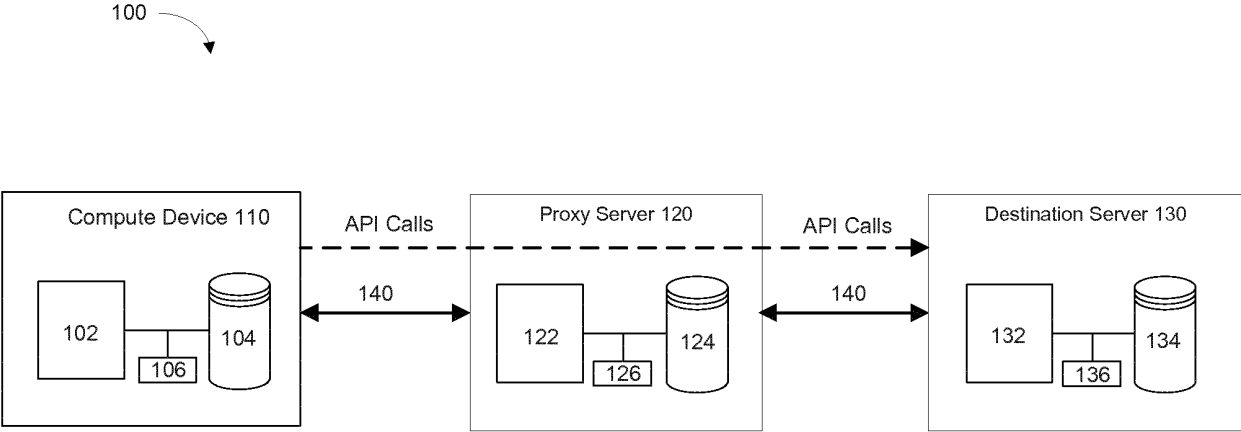 100
Compute Device 110
Proxy Server 120
Destination Server 130
API Calls
API Calls
140
140
102
104
106
122
124
126
132
134
136